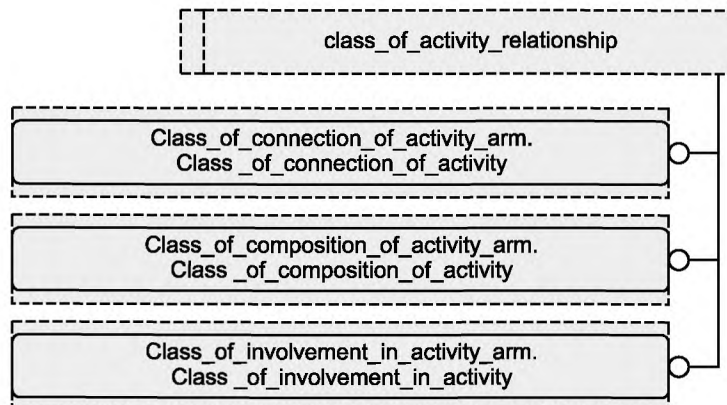 class_of_activity_relationship
Class_of_connection_of_activity_arm.
Class _of_connection_of_activity
Class_of_composition_of_activity_arm.
Class _of_composition_of_activity
Class_of_involvement_in_activity_arm.
Class _of_involvement_in_activity